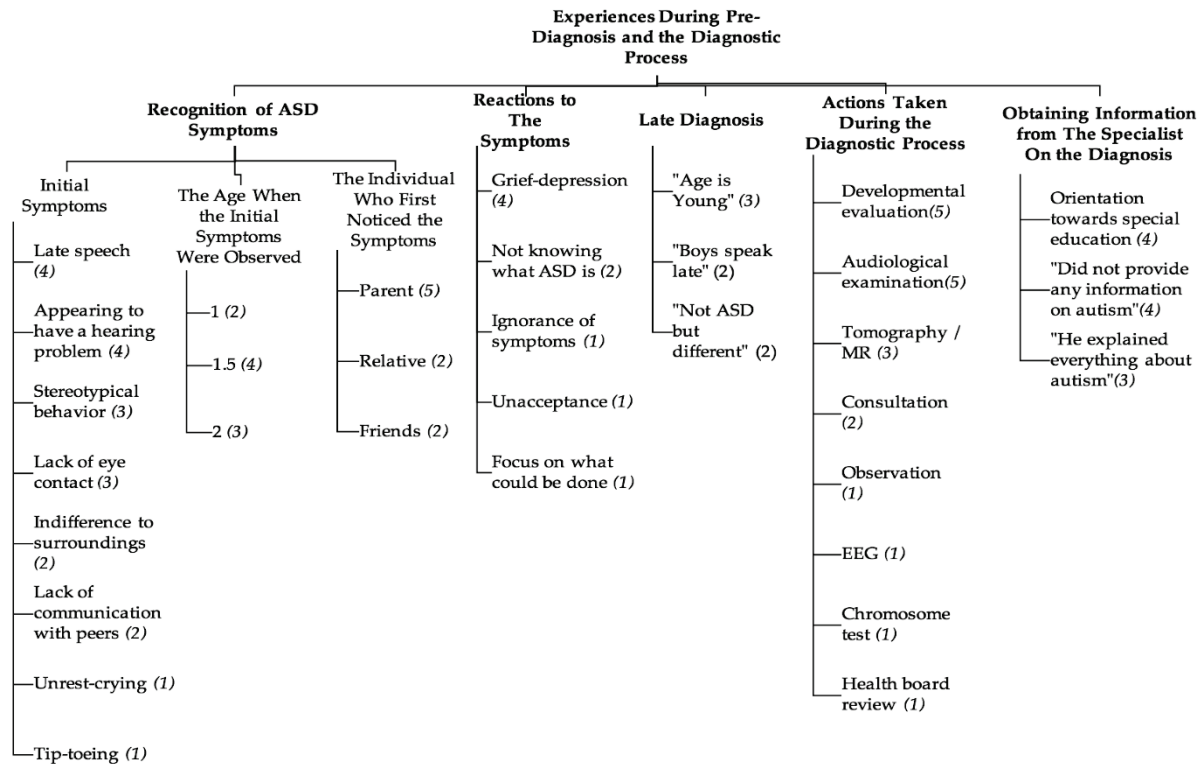 Experiences During Pre-
Diagnosis and the Diagnostic
Process
Recognition of ASD
Symptoms
Initial
Symptoms
Late speech
(4)
Appearing to
have a hearing
problem (4)
Stereotypical
behavior (3)
Lack of eye
contact (3)
Indifference to
surroundings
(2)
Lack of
communication
with peers (2)
Unrest-crying (1)
Tip-toeing (1)
The Age When
the Initial
Symptoms
Were Observed
1 (2)
1.5 (4)
2 (3)
The Individual
Who First
Noticed the
Symptoms
Parent (5)
Relative (2)
Friends (2)
Reactions to
The
Symptoms
Grief-depression
(4)
Not knowing
what ASD is (2)
Ignorance of
symptoms (1)
Unacceptance (1)
Focus on what
could be done (1)
Late Diagnosis
"Age is
Young" (3)
"Boys speak
late" (2)
"Not ASD
but
different" (2)
Actions Taken
During the
Diagnostic Process
Developmental
evaluation(5)
Audiological
examination(5)
Tomography /
MR (3)
Consultation
(2)
Observation
(1)
EEG (1)
Chromosome
test (1)
Health board
review (1)
Obtaining Information
from The Specialist
On the Diagnosis
Orientation
towards special
education (4)
"Did not provide
any information
on autism"(4)
"He explained
everything about
autism"(3)